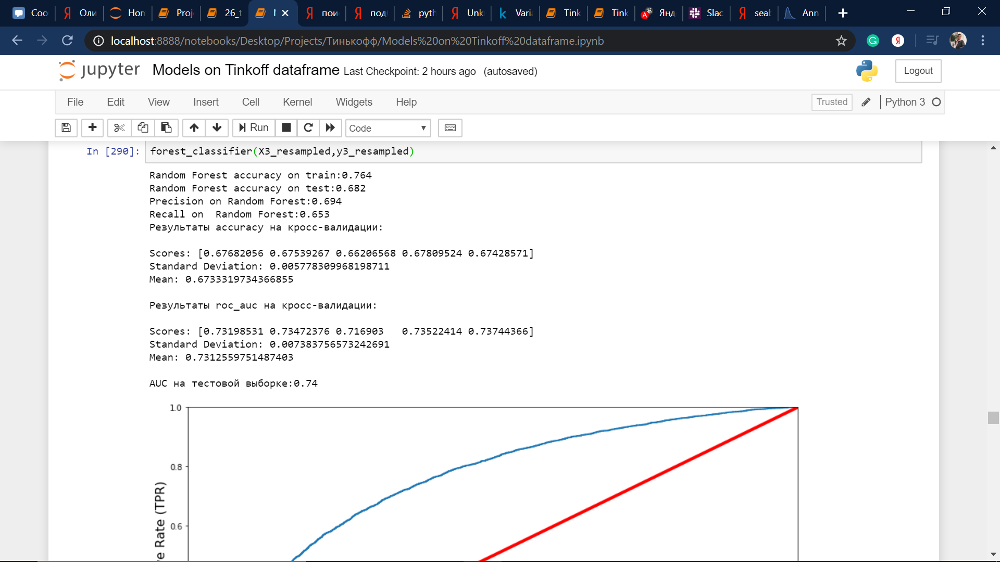 Coo
Оли
Hon
Proj
26_t
поис
под
pyth
Unk
Vari
Tink
Tink
Янд
Slac
seab
Ann
localhost:8888/notebooks/Desktop/Projects/Тинькофф/Models%20on%20Tinkoff%20dataframe.ipynb
jupyter Models on Tinkoff dataframe Last Checkpoint: 2 hours ago (autosaved)
Logout
File Edit View Insert Cell Kernel Widgets Help
Trusted
Python 3
Run
Code
In [290]: forest_classifier(X3_resampled,y3_resampled)
Random Forest accuracy on train:0.764
Random Forest accuracy on test:0.682
Precision on Random Forest:0.694
Recall on  Random Forest:0.653
Результаты accuracy на кросс-валидации:
Scores: [0.67682056 0.67539267 0.66206568 0.67809524 0.67428571]
Standard Deviation: 0.005778309968198711
Mean: 0.6733319734366855
Результаты roc_auc на кросс-валидации:
Scores: [0.73198531 0.73472376 0.716903   0.73522414 0.73744366]
Standard Deviation: 0.007383756573242691
Mean: 0.7312559751487403
AUC на тестовой выборке:0.74
1.0
0.8
0.6
ve Rate (TPR)